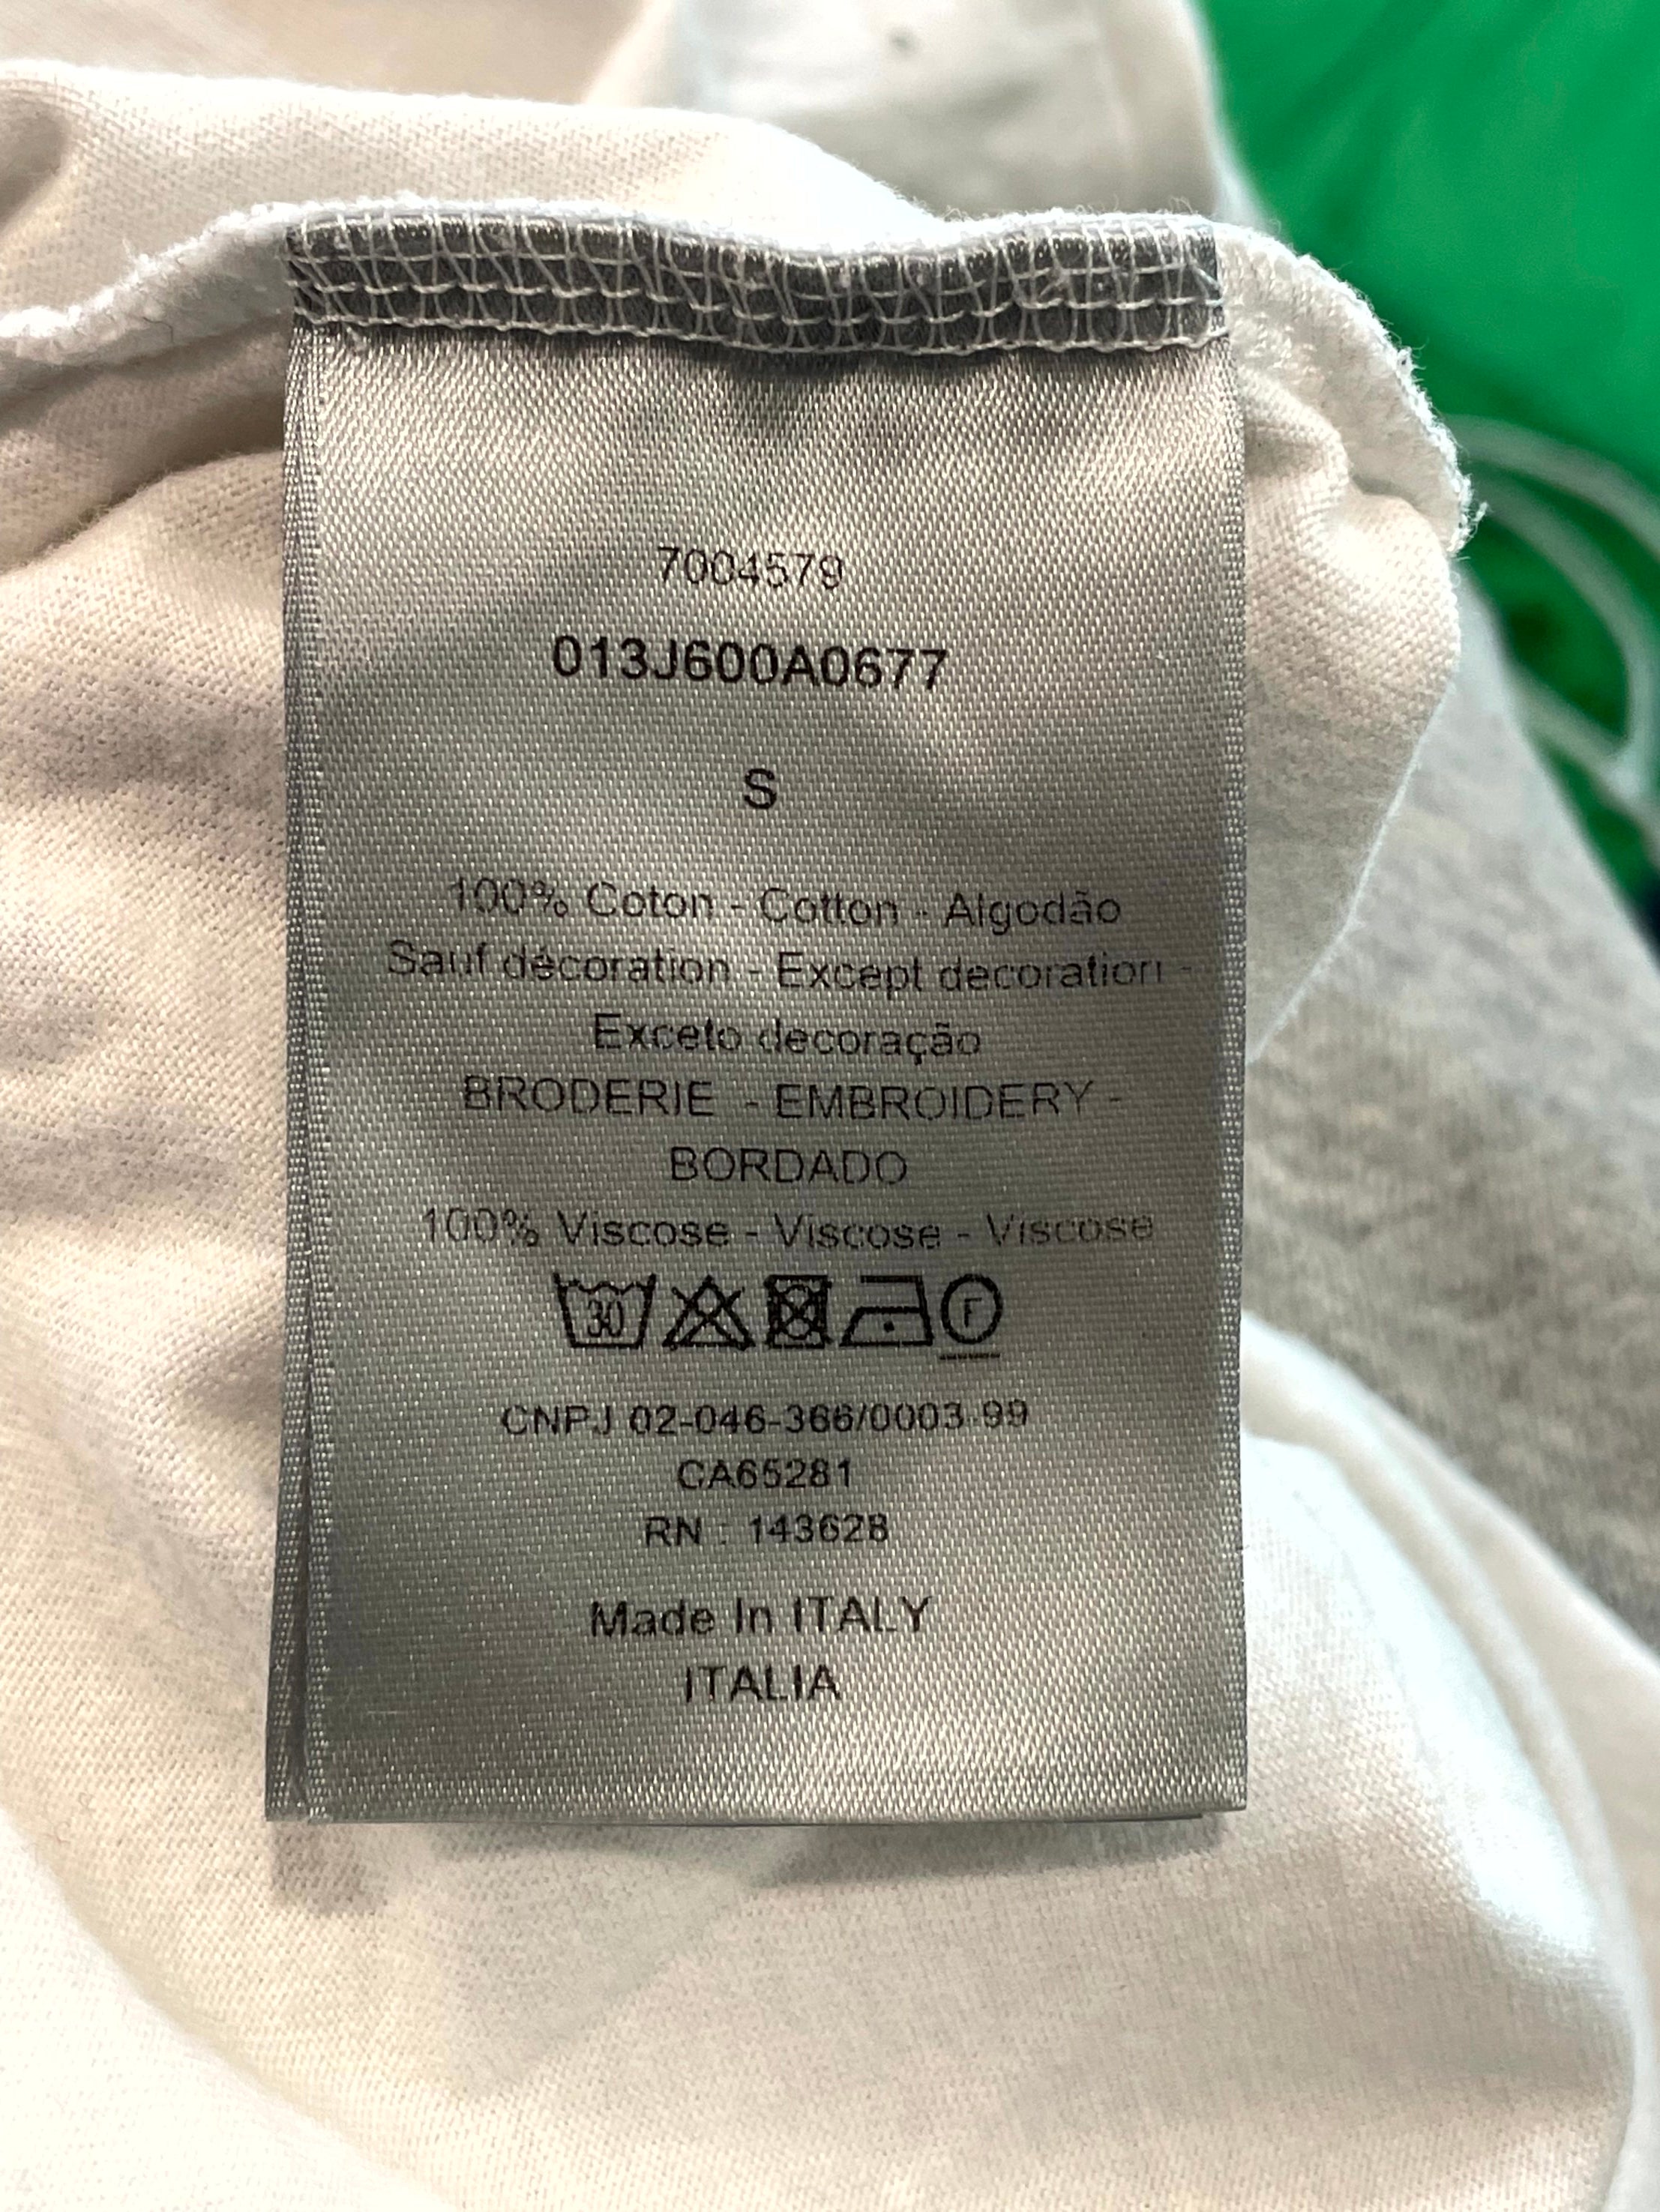 7004579
013J600A0677
S
100% Coton - Cotton - Algodão
Sauf décoration - Except decoration -
Exceto decoração
BRODERIE - EMBROIDERY -
BORDADO
100% Viscose - Viscose - Viscose
30 F
CNPJ 02-046-366/0003-99
CA65281
RN : 143628
Made In ITALY
ITALIA